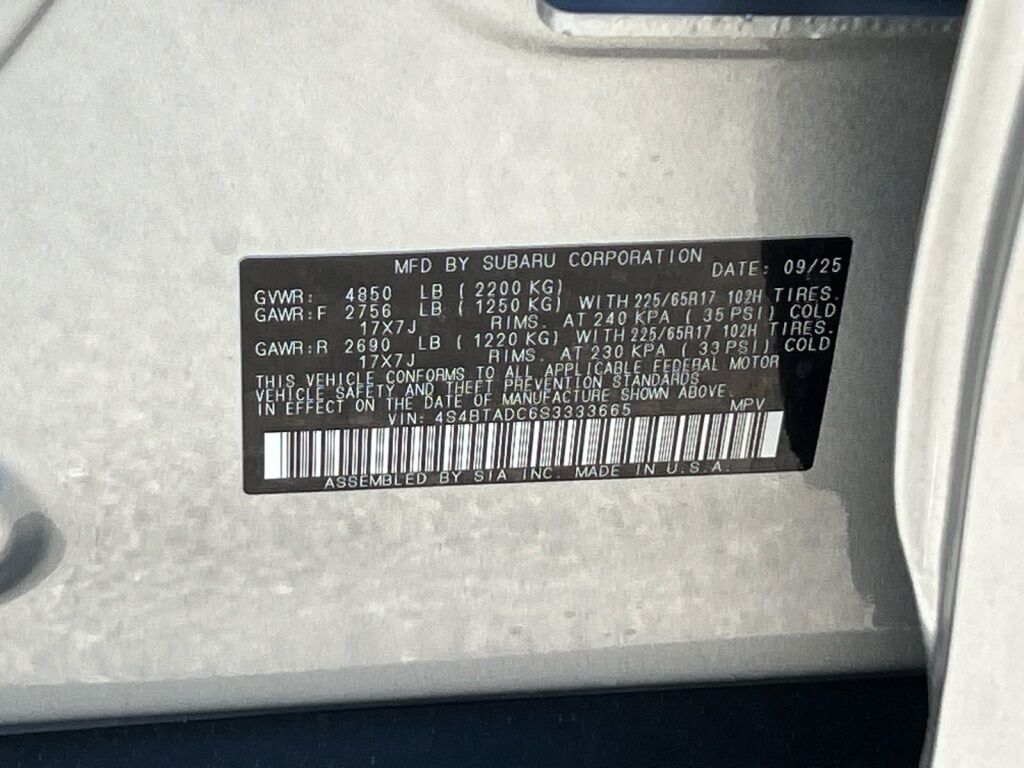 MFD BY SUBARU CORPORATION DATE: 09/25
GVWR: 4850 LB (2200 KG)
GAWR:F 2756 LB (1250 KG) WITH 225/65R17 102H TIRES.
17X7J RIMS. AT 240 KPA (35 PSI) COLD
GAWR:R 2690 LB (1220 KG) WITH 225/65R17 102H TIRES.
17X7J RIMS. AT 230 KPA (33 PSI) COLD
THIS VEHICLE CONFORMS TO ALL APPLICABLE FEDERAL MOTOR
VEHICLE SAFETY AND THEFT PREVENTION STANDARDS
IN EFFECT ON THE DATE OF MANUFACTURE SHOWN ABOVE.
VIN: 4S4BTADC6S3333665 MPV
ASSEMBLED BY SIA INC. MADE IN U.S.A.